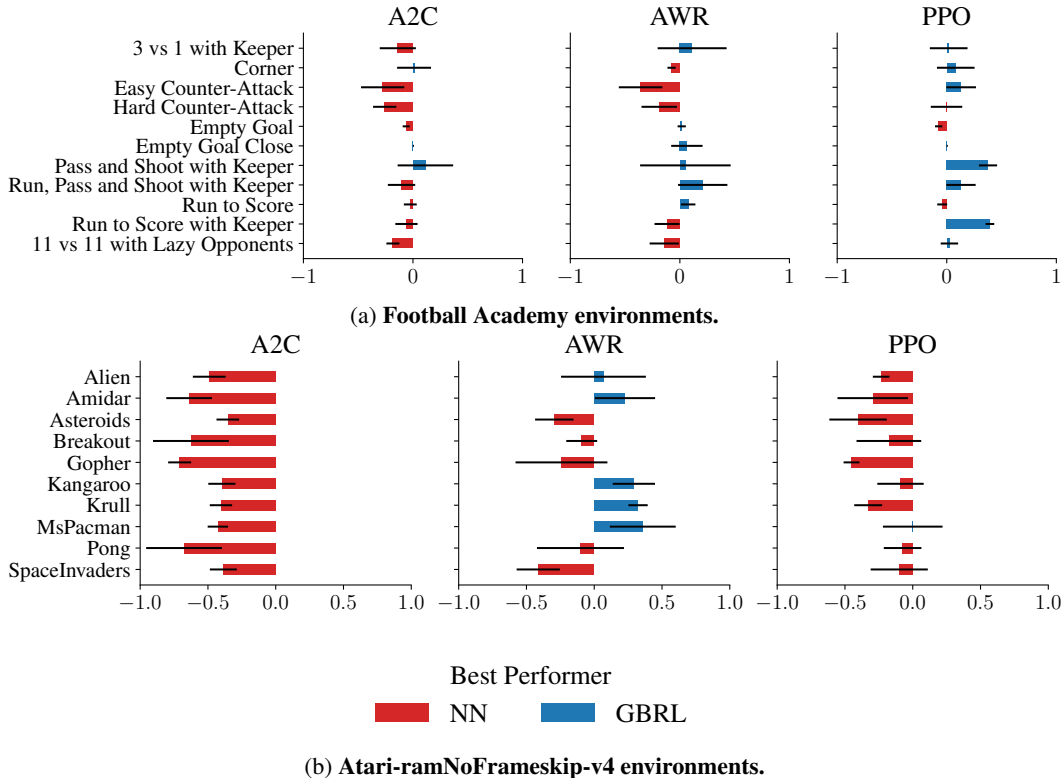 A2C AWR PPO
3 vs 1 with Keeper
Corner
Easy Counter-Attack
Hard Counter-Attack
Empty Goal
Empty Goal Close
Pass and Shoot with Keeper
Run, Pass and Shoot with Keeper
Run to Score
Run to Score with Keeper
11 vs 11 with Lazy Opponents
−1 0 1 −1 0 1 −1 0 1
(a) Football Academy environments.
A2C AWR PPO
Alien
Amidar
Asteroids
Breakout
Gopher
Kangaroo
Krull
MsPacman
Pong
SpaceInvaders
−1.0 −0.5 0.0 0.5 1.0 −1.0 −0.5 0.0 0.5 1.0 −1.0 −0.5 0.0 0.5 1.0
Best Performer
NN GBRL
(b) Atari-ramNoFrameskip-v4 environments.